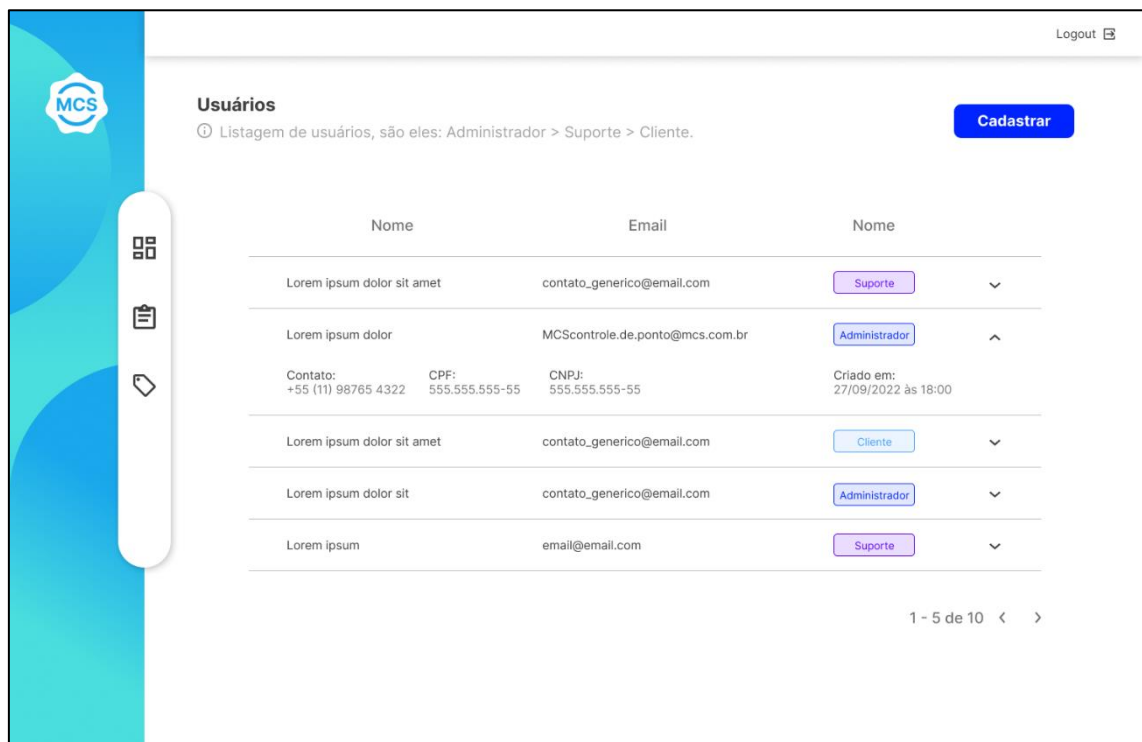 Logout
MCS
Usuários
Listagem de usuários, são eles: Administrador > Suporte > Cliente.
Cadastrar
Nome Email Nome
Lorem ipsum dolor sit amet contato_generico@email.com Suporte
Lorem ipsum dolor MCScontrole.de.ponto@mcs.com.br Administrador
Contato: CPF: CNPJ: Criado em:
+55 (11) 98765 4322 555.555.555-55 555.555.555-55 27/09/2022 às 18:00
Lorem ipsum dolor sit amet contato_generico@email.com Cliente
Lorem ipsum dolor sit contato_generico@email.com Administrador
Lorem ipsum email@email.com Suporte
1 - 5 de 10